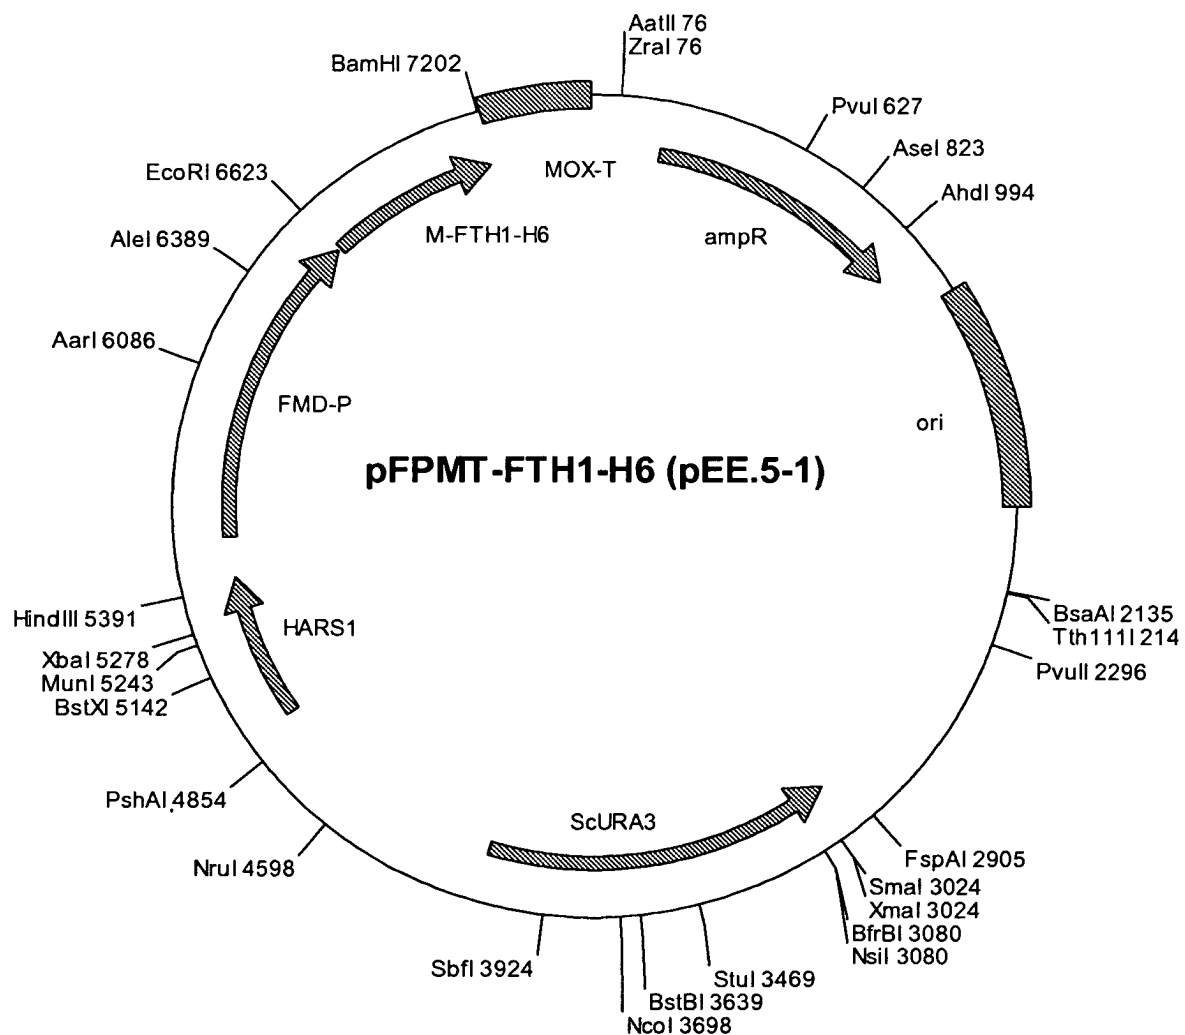 AatII 76
ZraI 76
BamHI 7202
PvuI 627
AseI 823
EcoRI 6623
MOX-T
AhdI 994
AleI 6389
M-FTH1-H6
ampR
AarI 6086
FMD-P
ori
pFPMT-FTH1-H6 (pEE.5-1)
HindIII 5391
HARS1
BsaAI 2135
Tth111I 214
XbaI 5278
PvuII 2296
MunI 5243
BstXI 5142
PshAI 4854
ScURA3
NruI 4598
FspAI 2905
SmaI 3024
XmaI 3024
BfrBI 3080
NsiI 3080
SbfI 3924
StuI 3469
BstBI 3639
NcoI 3698